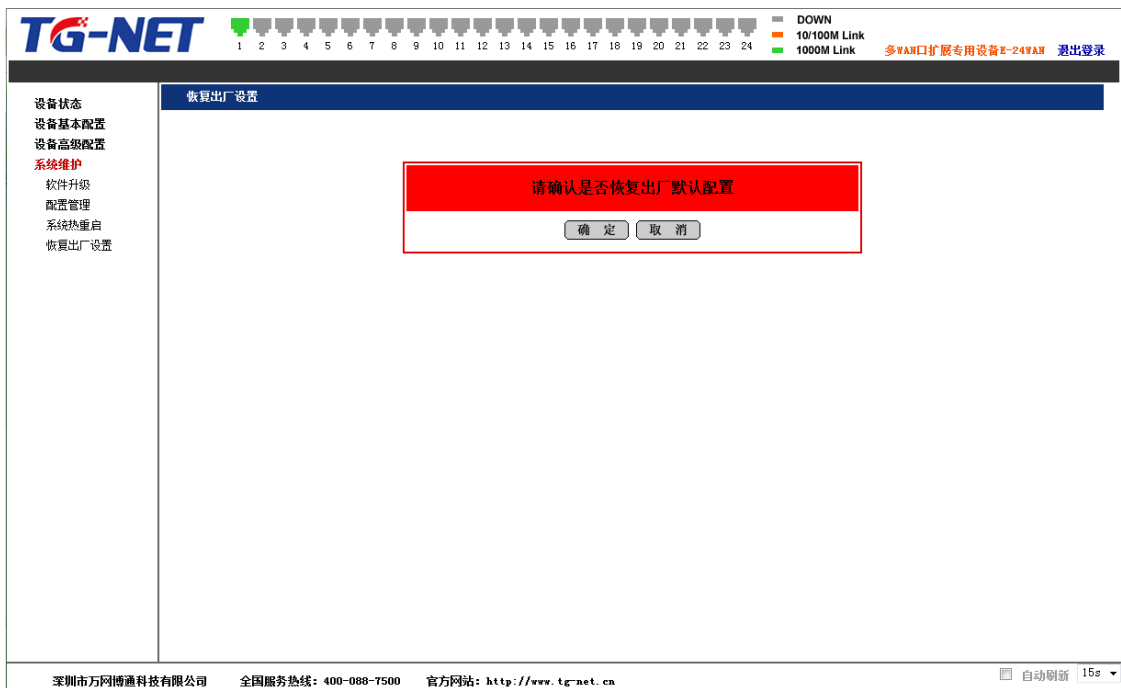 TG-NET
1 2 3 4 5 6 7 8 9 10 11 12 13 14 15 16 17 18 19 20 21 22 23 24
DOWN
10/100M Link
1000M Link
多WAN口扩展专用设备E-24WAN 退出登录
设备状态
设备基本配置
设备高级配置
系统维护
软件升级
配置管理
系统热重启
恢复出厂设置
恢复出厂设置
请确认是否恢复出厂默认配置
确 定 取 消
深圳市万网博通科技有限公司 全国服务热线：400-088-7500 官方网站：http://www.tg-net.cn
自动刷新 15s